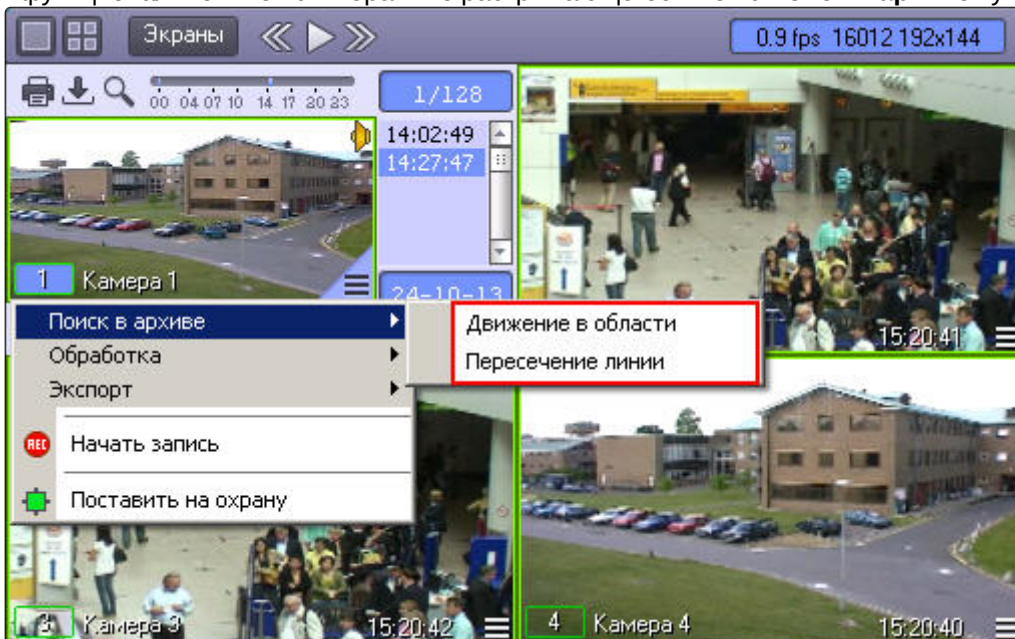 Экраны
0.9 fps 16012 192x144
00 04 07 10 14 17 20 23
1/128
14:02:49
14:27:47
1 Камера 1
24-10-13
Поиск в архиве
Движение в области
Пересечение линии
15:20:41
Обработка
Экспорт
REC Начать запись
Поставить на охрану
3 Камера 3
15:20:42
4 Камера 4
15:20:40